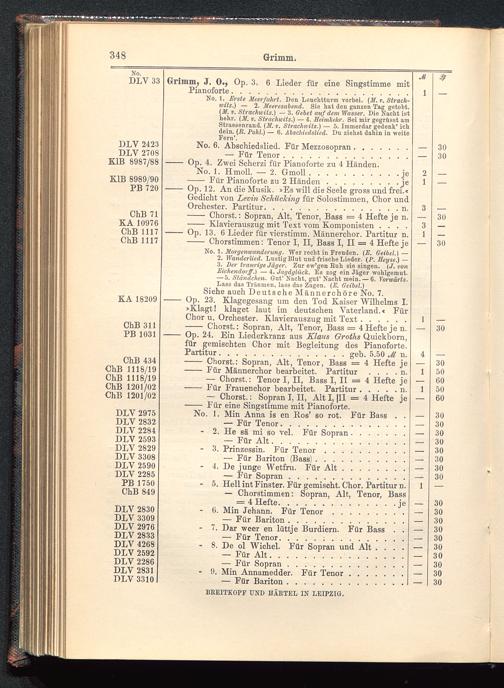 348
Grimm.
No. ℳ ₰
DLV 33 Grimm, J. O., Op. 3. 6 Lieder für eine Singstimme mit
Pianoforte. 1 —
No. 1. Erste Meerfahrt. Den Leuchtturm vorbei. (M. v. Strach-
witz.) — 2. Meeresabend. Sie hat den ganzen Tag getobt.
(M. v. Strachwitz.) — 3. Gebet auf dem Wasser. Die Nacht ist
hehr. (M. v. Strachwitz.) — 4. Heimkehr. Sei mir gegrüsst am
Strassenrand. (M. v. Strachwitz.) — 5. Immerdar gedenk' ich
dein. (R. Pohl.) — 6. Abschiedslied. Du ziehst dahin in weite
Fern'.
DLV 2423 No. 6. Abschiedslied. Für Mezzosopran — 30
DLV 2708 — Für Tenor — 30
KlB 8987/88 —— Op. 4. Zwei Scherzi für Pianoforte zu 4 Händen.
No. 1. Hmoll. — 2. Gmoll je 2 —
KlB 8989/90 —— Für Pianoforte zu 2 Händen je 1 —
PB 720 —— Op. 12. An die Musik. »Es will die Seele gross und frei.«
Gedicht von Levin Schücking für Solostimmen, Chor und
Orchester. Partitur n. 3 —
ChB 71 —— Chorst.: Sopran, Alt, Tenor, Bass = 4 Hefte je n. — 30
KA 10976 —— Klavierauszug mit Text vom Komponisten 3 —
ChB 1117 —— Op. 13. 6 Lieder für vierstimm. Männerchor. Partitur n. 1 —
ChB 1117 —— Chorstimmen: Tenor I, II, Bass I, II = 4 Hefte je — 30
No. 1. Morgenwanderung. Wer recht in Freuden. (E. Geibel.) —
2. Wanderlied. Lustig Blut und frische Lieder. (P. Heyse.) —
3. Der traurige Jäger. Zur ew'gen Ruh sie singen. (J. von
Eichendorff.) — 4. Jagdglück. Es zog ein Jäger wohlgemut.
— 5. Ständchen. Gut' Nacht, gut' Nacht mein. — 6. Vorwärts.
Lass das Träumen, lass das Zagen. (E. Geibel.)
Siehe auch Deutsche Männerchöre No. 7.
KA 18209 —— Op. 23. Klagegesang um den Tod Kaiser Wilhelms I.
»Klagt! klaget laut im deutschen Vaterland.« Für
Chor u. Orchester. Klavierauszug mit Text 1 —
ChB 311 —— Chorst.: Sopran, Alt, Tenor, Bass = 4 Hefte je n. — 30
PB 1031 —— Op. 24. Ein Liederkranz aus Klaus Groths Quickborn,
für gemischten Chor mit Begleitung des Pianoforte.
Partitur geb. 5.50 ℳ n. 4 —
ChB 434 —— Chorst.: Sopran, Alt, Tenor, Bass = 4 Hefte je — 30
ChB 1118/19 —— Für Männerchor bearbeitet. Partitur n. 1 50
ChB 1118/19 —— — Chorst.: Tenor I, II, Bass I, II = 4 Hefte je — 60
ChB 1201/02 —— Für Frauenchor bearbeitet. Partitur n. 1 50
ChB 1201/02 —— — Chorst.: Sopran I, II, Alt I, II = 4 Hefte je — 60
—— Für eine Singstimme mit Pianoforte.
DLV 2975 No. 1. Min Anna is en Ros' so rot. Für Bass — 30
DLV 2832 — Für Tenor — 30
DLV 2284 - 2. He sä mi so vel. Für Sopran — 30
DLV 2593 — Für Alt — 30
DLV 2829 - 3. Prinzessin. Für Tenor — 30
DLV 3308 — Für Bariton (Bass) — 30
DLV 2590 - 4. De junge Wetfru. Für Alt — 30
DLV 2285 — Für Sopran — 30
PB 1750 - 5. Hell int Finster. Für gemischt. Chor. Partitur n. 1 —
ChB 849 — Chorstimmen: Sopran, Alt, Tenor, Bass
= 4 Hefte je — 30
DLV 2830 - 6. Min Jehann. Für Tenor — 30
DLV 3309 — Für Bariton — 30
DLV 2976 - 7. Dar weer en lüttje Burdiern. Für Bass — 30
DLV 2833 — Für Tenor — 30
DLV 4268 - 8. De ol Wichel. Für Sopran und Alt — 30
DLV 2592 — Für Alt — 30
DLV 2286 — Für Sopran — 30
DLV 2831 - 9. Min Annamedder. Für Tenor — 30
DLV 3310 — Für Bariton — 30
BREITKOPF UND HÄRTEL IN LEIPZIG.